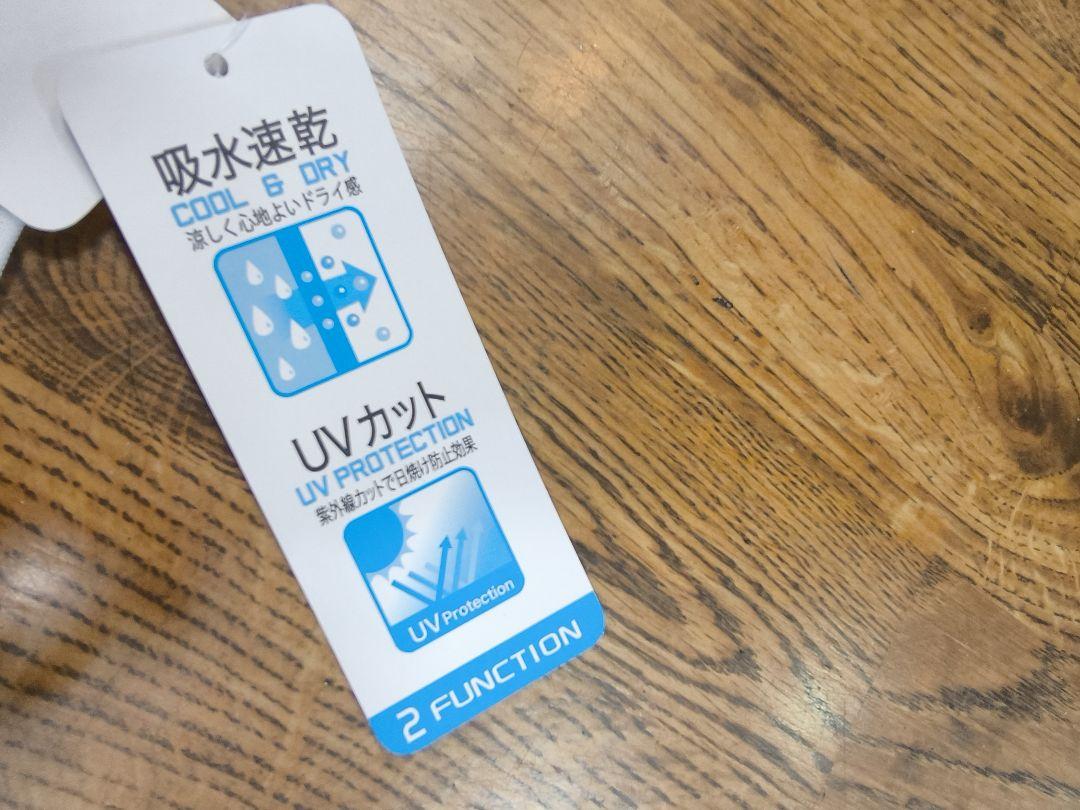 吸水速乾
COOL & DRY
涼しく心地よいドライ感
UVカット
UV PROTECTION
紫外線カットで日焼け防止効果
UV Protection
2 FUNCTION